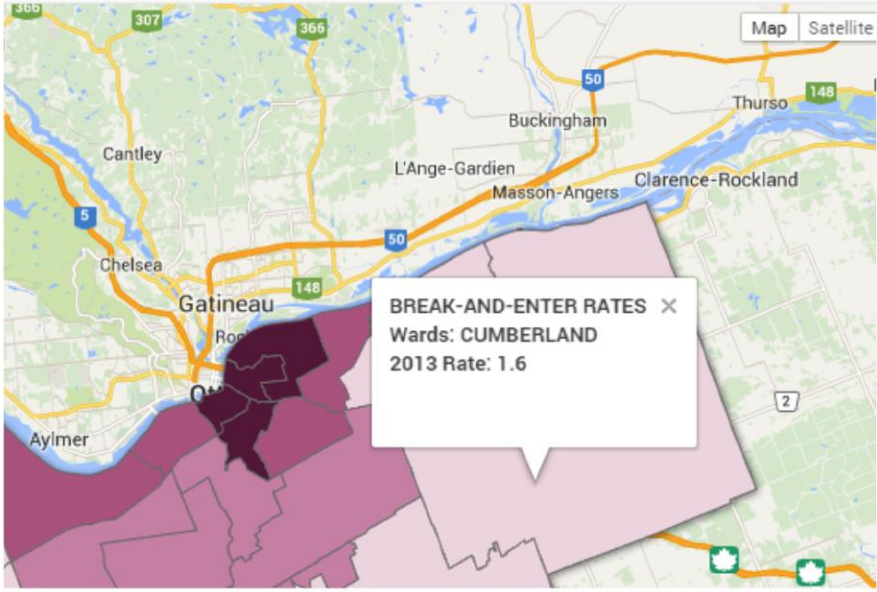 366
307
366
Map
Satellite
50
148
Thurso
Buckingham
Cantley
L'Ange-Gardien
Clarence-Rockland
Masson-Angers
5
50
Chelsea
148
Gatineau
BREAK-AND-ENTER RATES ×
Wards: CUMBERLAND
2013 Rate: 1.6
2
Aylmer